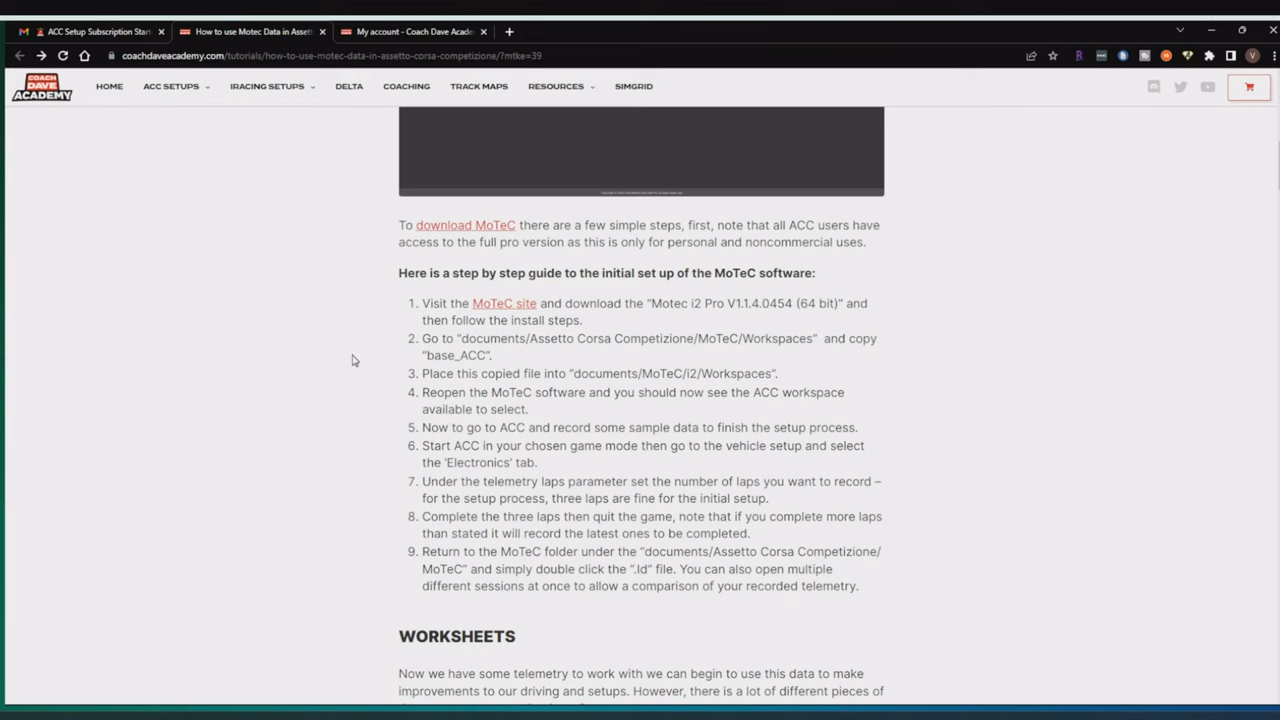 ACC Setup Subscription Start
How to use Motec Data in Asset
My account - Coach Dave Acade
coachdaveacademy.com/tutorials/how-to-use-motec-data-in-assetto-corsa-competizione/?mtke=39
V
COACH
DAVE
ACADEMY
HOME
ACC SETUPS
IRACING SETUPS
DELTA
COACHING
TRACK MAPS
RESOURCES
SIMGRID
To download MoTeC there are a few simple steps, first, note that all ACC users have
access to the full pro version as this is only for personal and noncommercial uses.
Here is a step by step guide to the initial set up of the MoTeC software:
1. Visit the MoTeC site and download the “Motec i2 Pro V1.1.4.0454 (64 bit)” and
then follow the install steps.
2. Go to “documents/Assetto Corsa Competizione/MoTeC/Workspaces” and copy
“base_ACC”.
3. Place this copied file into “documents/MoTeC/i2/Workspaces”.
4. Reopen the MoTeC software and you should now see the ACC workspace
available to select.
5. Now to go to ACC and record some sample data to finish the setup process.
6. Start ACC in your chosen game mode then go to the vehicle setup and select
the ‘Electronics’ tab.
7. Under the telemetry laps parameter set the number of laps you want to record –
for the setup process, three laps are fine for the initial setup.
8. Complete the three laps then quit the game, note that if you complete more laps
than stated it will record the latest ones to be completed.
9. Return to the MoTeC folder under the “documents/Assetto Corsa Competizione/
MoTeC” and simply double click the “.ld” file. You can also open multiple
different sessions at once to allow a comparison of your recorded telemetry.
WORKSHEETS
Now we have some telemetry to work with we can begin to use this data to make
improvements to our driving and setups. However, there is a lot of different pieces of